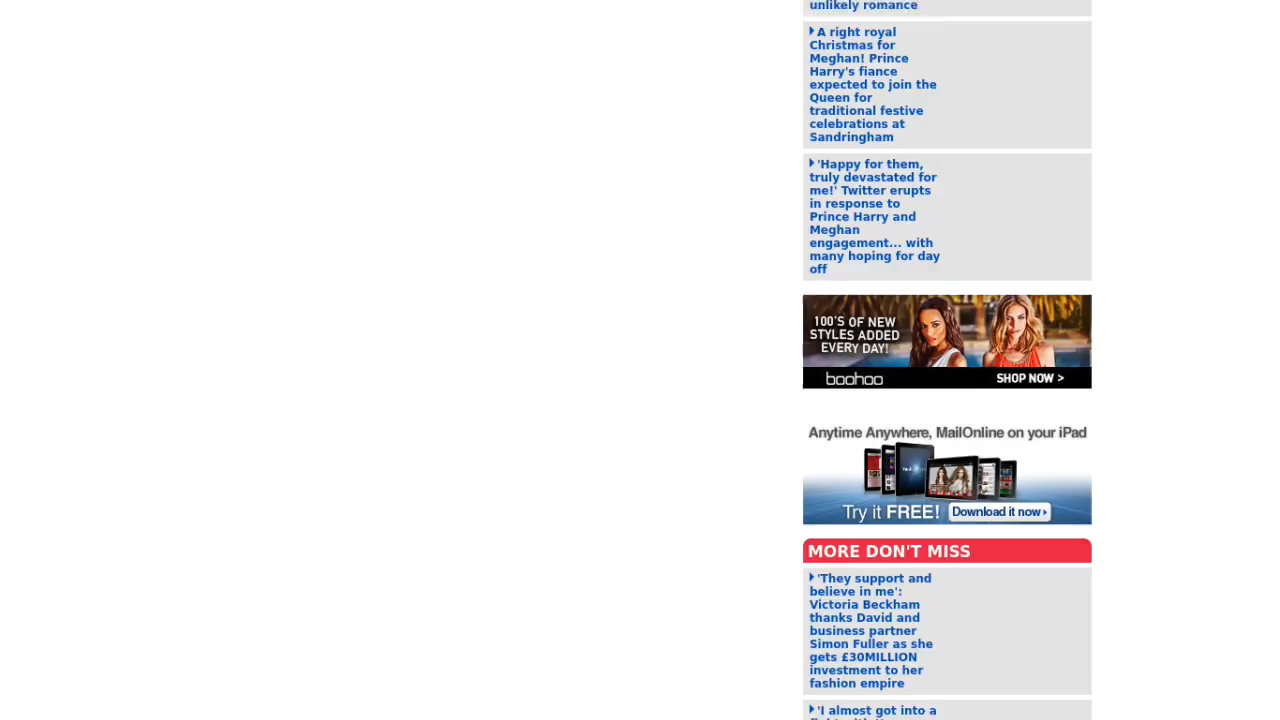 unlikely romance
A right royal
Christmas for
Meghan! Prince
Harry's fiance
expected to join the
Queen for
traditional festive
celebrations at
Sandringham
'Happy for them,
truly devastated for
me!' Twitter erupts
in response to
Prince Harry and
Meghan
engagement... with
many hoping for day
off
100'S OF NEW
STYLES ADDED
EVERY DAY!
boohoo SHOP NOW >
Anytime Anywhere, MailOnline on your iPad
Try it FREE! Download it now
MORE DON'T MISS
'They support and
believe in me':
Victoria Beckham
thanks David and
business partner
Simon Fuller as she
gets £30MILLION
investment to her
fashion empire
'I almost got into a